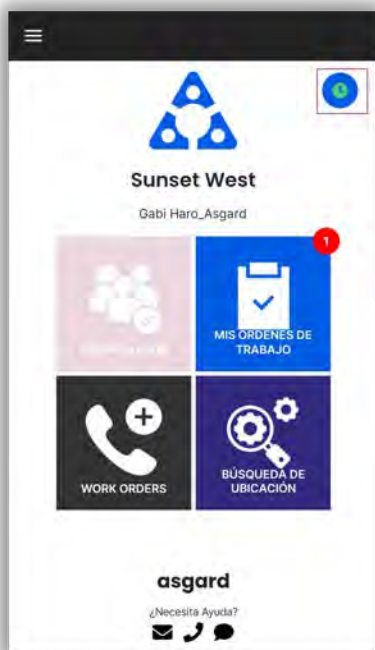 Sunset West
Gabi Haro_Asgard
1
MIS ORDENES DE
TRABAJO
WORK ORDERS
BÚSQUEDA DE
UBICACIÓN
asgard
¿Necesita Ayuda?